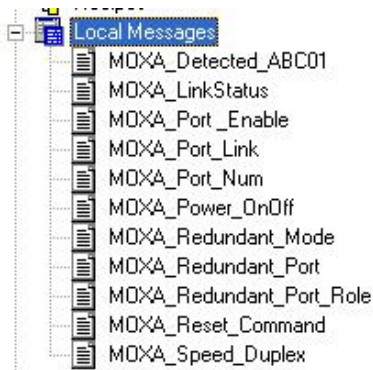 Local Messages
MOXA_Detected_ABC01
MOXA_LinkStatus
MOXA_Port _Enable
MOXA_Port_Link
MOXA_Port_Num
MOXA_Power_OnOff
MOXA_Redundant_Mode
MOXA_Redundant_Port
MOXA_Redundant_Port_Role
MOXA_Reset_Command
MOXA_Speed_Duplex